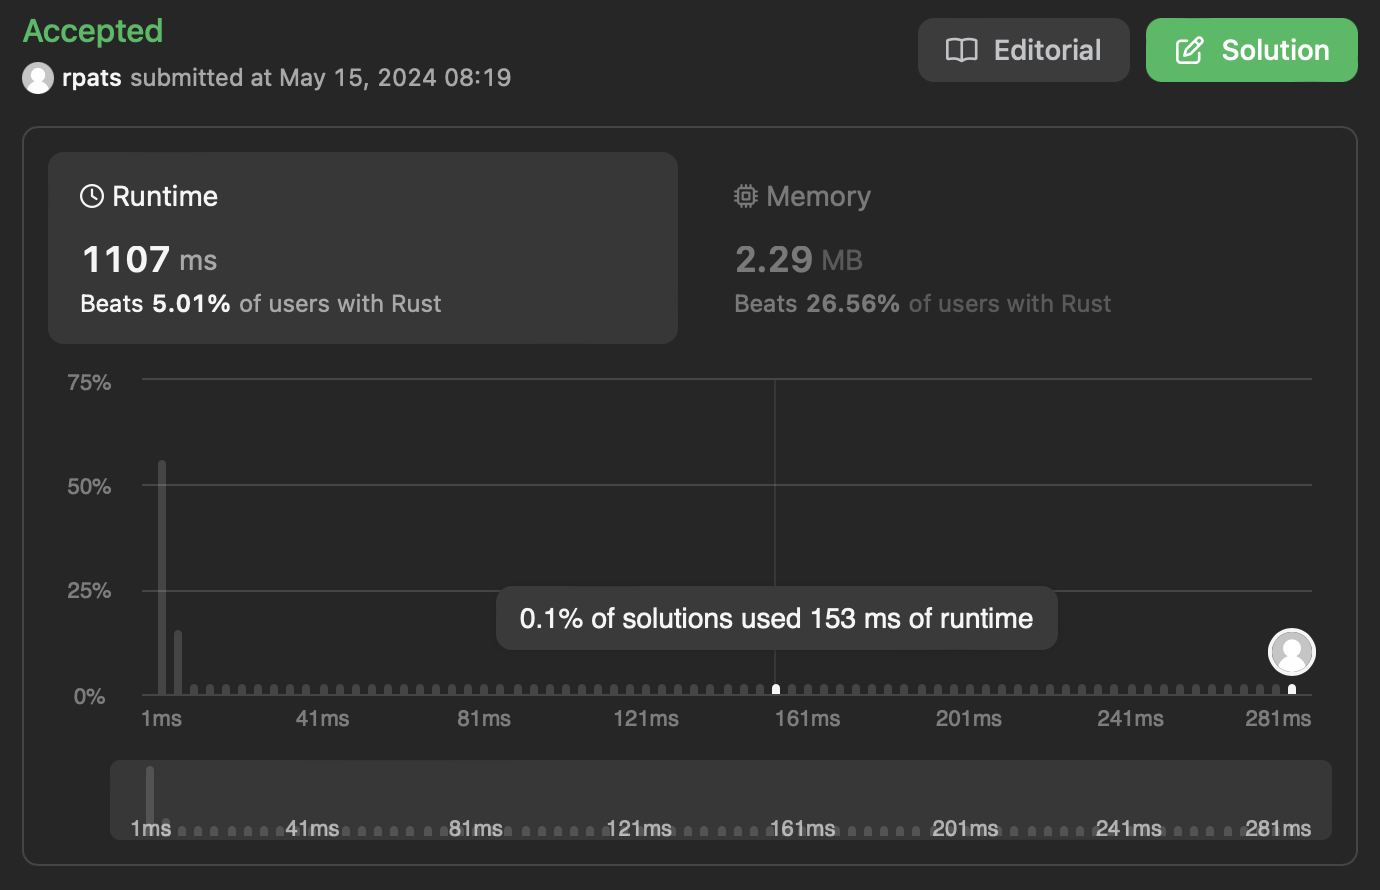 Accepted
Editorial
Solution
rpats submitted at May 15, 2024 08:19
Runtime
1107 ms
Beats 5.01% of users with Rust
Memory
2.29 MB
Beats 26.56% of users with Rust
75%
50%
25%
0.1% of solutions used 153 ms of runtime
0%
1ms 41ms 81ms 121ms 161ms 201ms 241ms 281ms
1ms 41ms 81ms 121ms 161ms 201ms 241ms 281ms